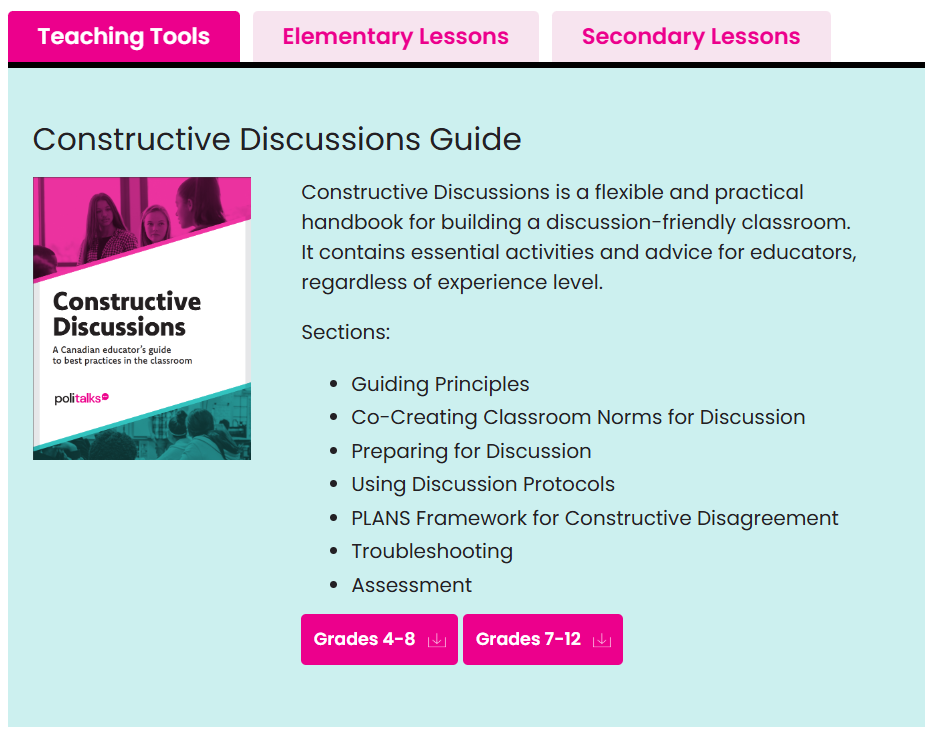 Teaching Tools
Elementary Lessons
Secondary Lessons
Constructive Discussions Guide
Constructive
Discussions
A Canadian educator's guide
to best practices in the classroom
politalks
Constructive Discussions is a flexible and practical
handbook for building a discussion-friendly classroom.
It contains essential activities and advice for educators,
regardless of experience level.
Sections:
• Guiding Principles
• Co-Creating Classroom Norms for Discussion
• Preparing for Discussion
• Using Discussion Protocols
• PLANS Framework for Constructive Disagreement
• Troubleshooting
• Assessment
Grades 4-8
Grades 7-12